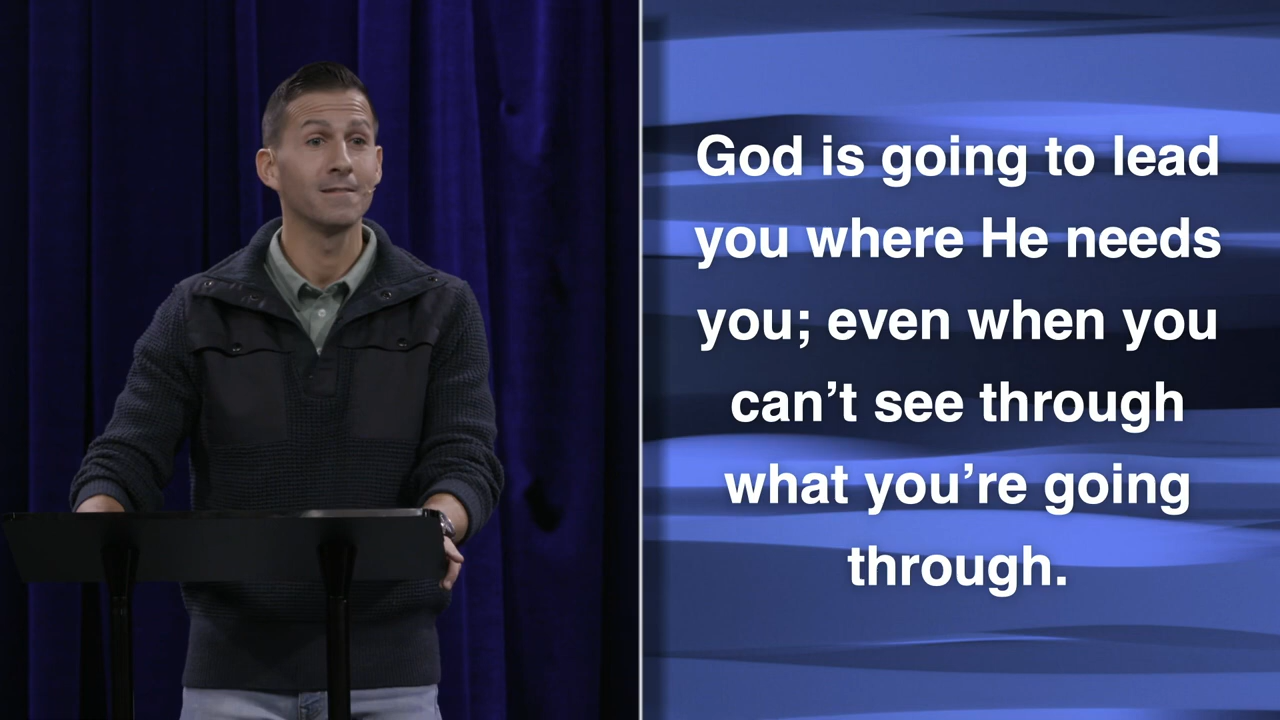 God is going to lead
you where He needs
you; even when you
can’t see through
what you’re going
through.